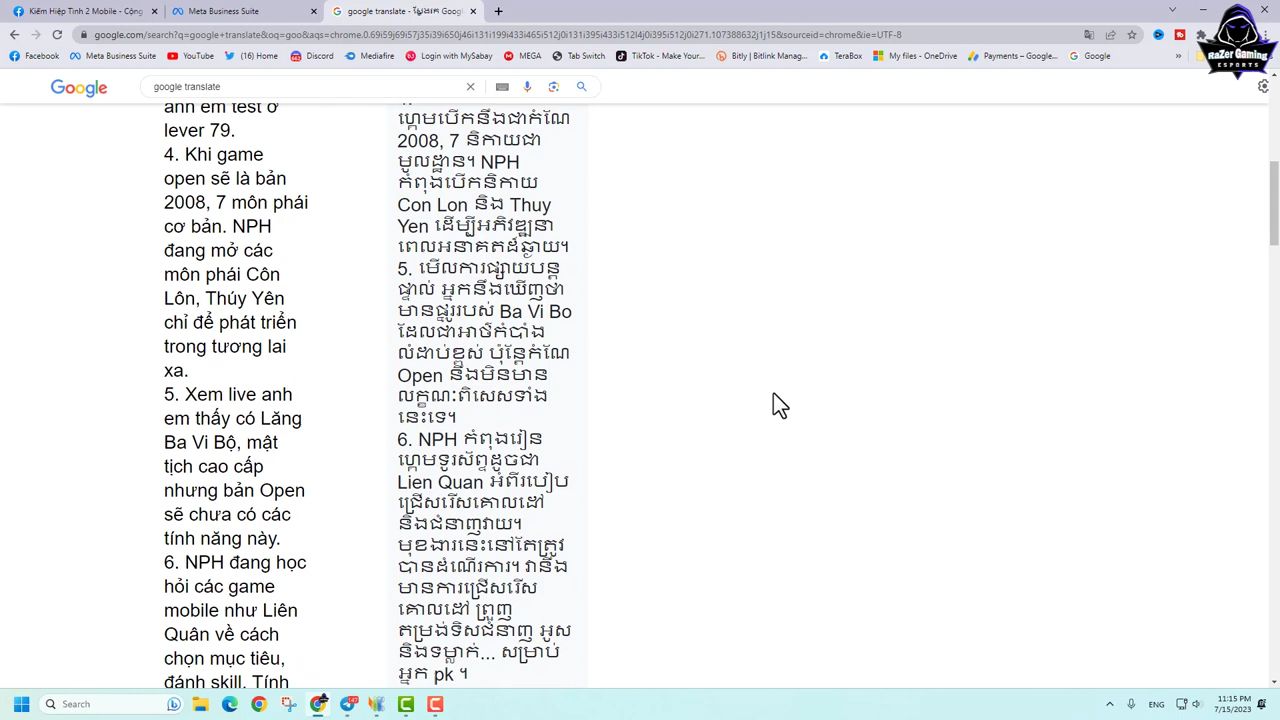 Kiếm Hiệp Tình 2 Mobile - Cộng
Meta Business Suite
google translate - ស្វែងរក Googl
google.com/search?q=google+translate&oq=goo&aqs=chrome.0.69i59j69i57j35i39i650j46i131i199i433i465i512j0i131i395i433i512l4j0i395i512l2j0i271.107388632j1j15&sourceid=chrome&ie=UTF-8
Facebook
Meta Business Suite
YouTube
(16) Home
Discord
Mediafire
Login wMySabay
Tab Switch
TikTok - Make Your...
Bitly | Bitlink Manag...
TeraBox
My files - OneDrive
Payments – Google...
Google
RaZer Gaming
ESPORTS
Google
google translate
anh em test ở
lever 79.
4. Khi game
open sẽ là bản
2008, 7 môn phái
cơ bản. NPH
đang mở các
môn phái Côn
Lôn, Thúy Yên
chỉ để phát triển
trong tương lai
xa.
5. Xem live anh
em thấy có Lăng
Ba Vi Bộ, mật
tịch cao cấp
nhưng bản Open
sẽ chưa có các
tính năng này.
6. NPH đang học
hỏi các game
mobile như Liên
Quân về cách
chọn mục tiêu,
đánh skill. Tính
ហ្គេមបើកនឹងជាកំណែ
2008, 7 និកាយជា
មូលដ្ឋាន។ NPH
កំពុងបើកនិកាយ
Con Lon និង Thuy
Yen ដើម្បីអភិវឌ្ឍនា
ពេលអនាគតដ៏ឆ្ងាយ។
5. មើលការផ្សាយបន្ត
ផ្ទាល់ អ្នកនឹងឃើញថា
មានផ្នូររបស់ Ba Vi Bo
ដែលជាអាថ៌កំបាំង
លំដាប់ខ្ពស់ ប៉ុន្តែកំណែ
Open នឹងមិនមាន
លក្ខណៈពិសេសទាំង
នេះទេ។
6. NPH កំពុងរៀន
ហ្គេមទូរស័ព្ទដូចជា
Lien Quan អំពីរបៀប
ជ្រើសរើសគោលដៅ
និងជំនាញវាយ។
មុខងារនេះនៅតែត្រូវ
បានដំណើរការ។ វានឹង
មានការជ្រើសរើស
គោលដៅ ព្រួញ
តម្រង់ទិសជំនាញ អូស
និងទម្លាក់... សម្រាប់
អ្នក pk ។
Search
ENG
11:15 PM
7/15/2023